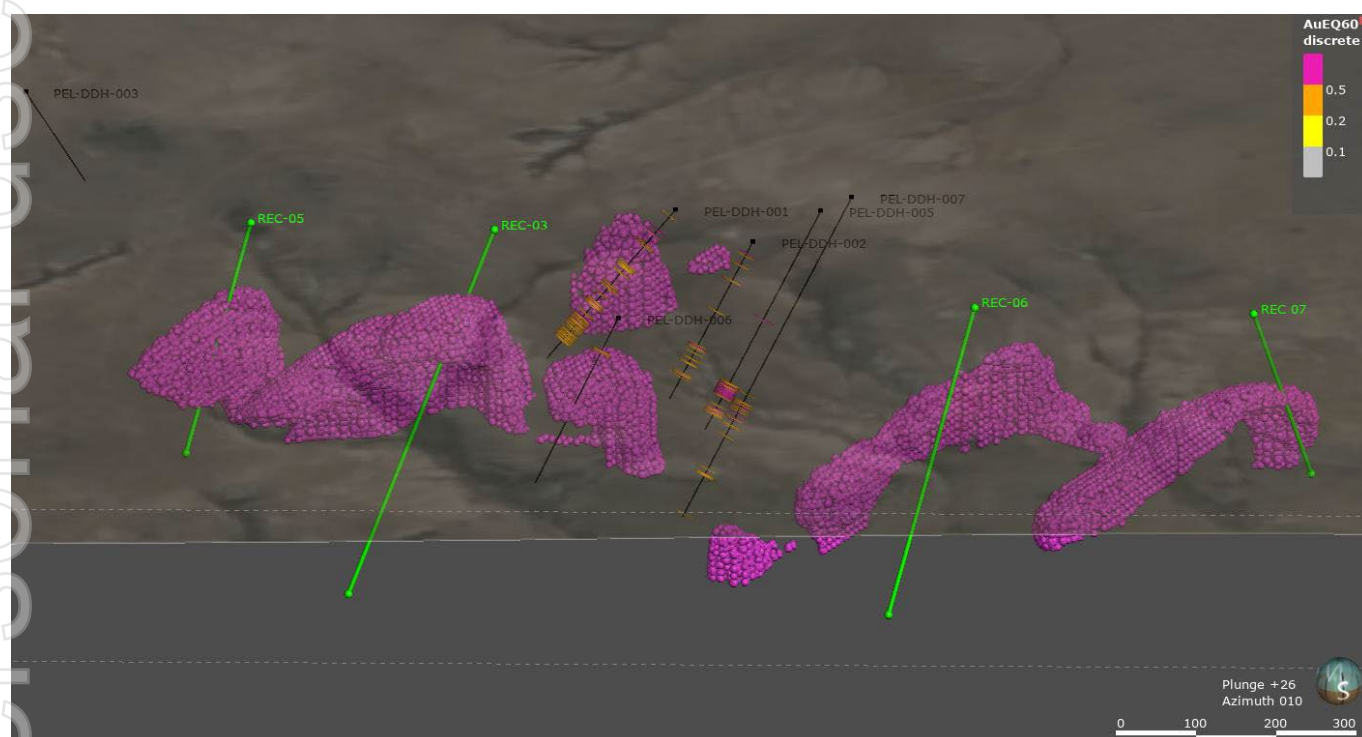 AuEQ60
discrete
0.5
0.2
0.1
PEL-DDH-003
PEL-DDH-007
PEL-DDH-005
PEL-DDH-001
REC-05
REC-03
PEL-DDH-002
REC-06
REC 07
PEL-DDH-006
Plunge +26
Azimuth 010
0 100 200 300